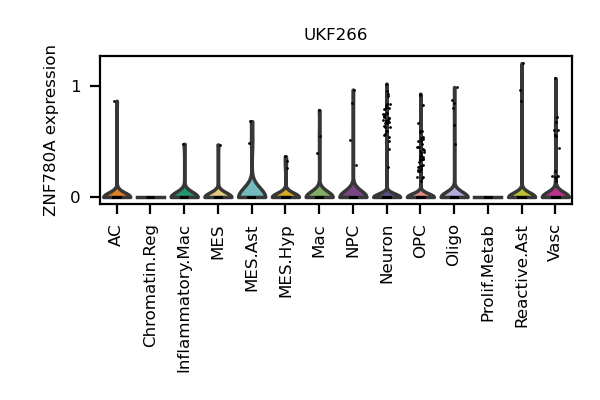 UKF266
ZNF780A expression
1
0
AC
Chromatin.Reg
Inflammatory.Mac
MES
MES.Ast
MES.Hyp
Mac
NPC
Neuron
OPC
Oligo
Prolif.Metab
Reactive.Ast
Vasc